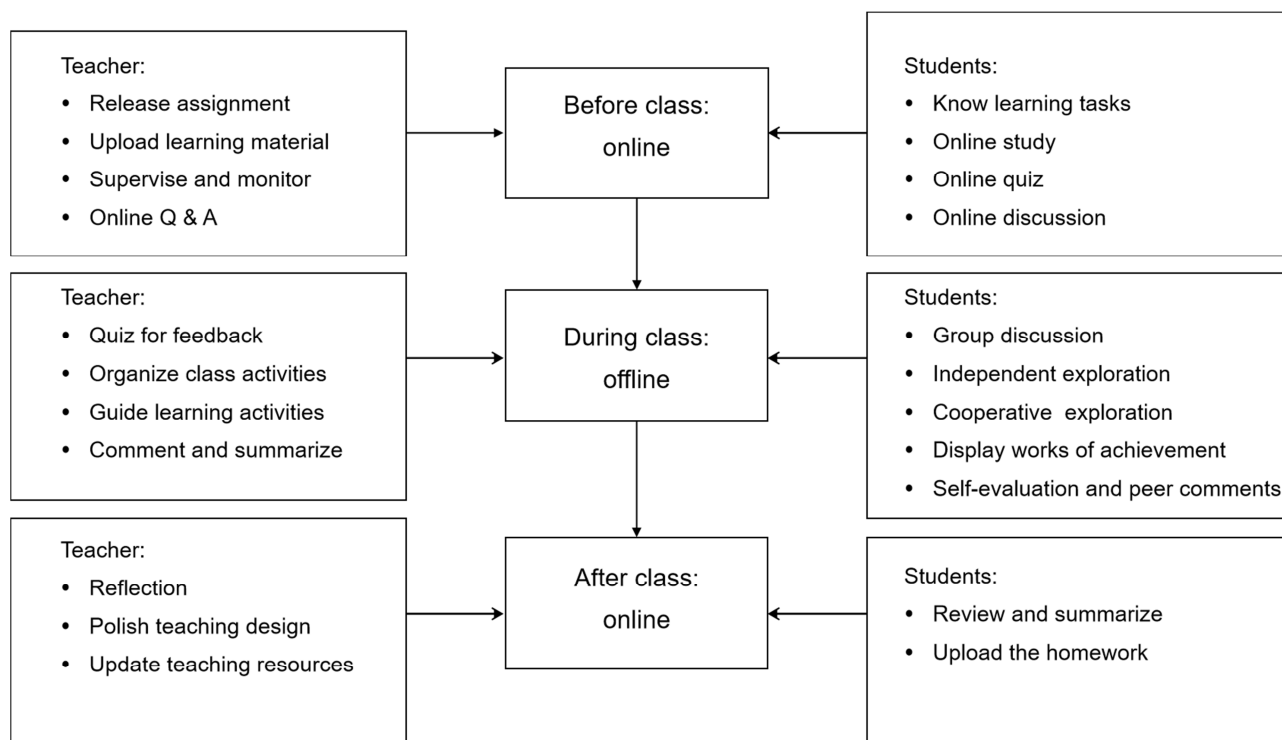 Teacher:
• Release assignment
• Upload learning material
• Supervise and monitor
• Online Q & A
Before class:
online
Students:
• Know learning tasks
• Online study
• Online quiz
• Online discussion
Teacher:
• Quiz for feedback
• Organize class activities
• Guide learning activities
• Comment and summarize
During class:
offline
Students:
• Group discussion
• Independent exploration
• Cooperative exploration
• Display works of achievement
• Self-evaluation and peer comments
Teacher:
• Reflection
• Polish teaching design
• Update teaching resources
After class:
online
Students:
• Review and summarize
• Upload the homework